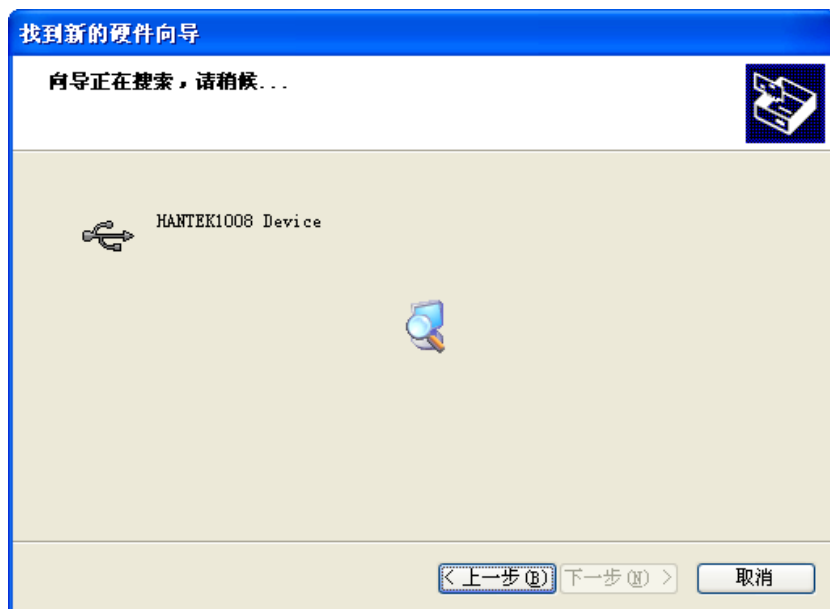 找到新的硬件向导
向导正在搜索，请稍候...
HANTEK1008 Device
< 上一步(B) 下一步(N) > 取消